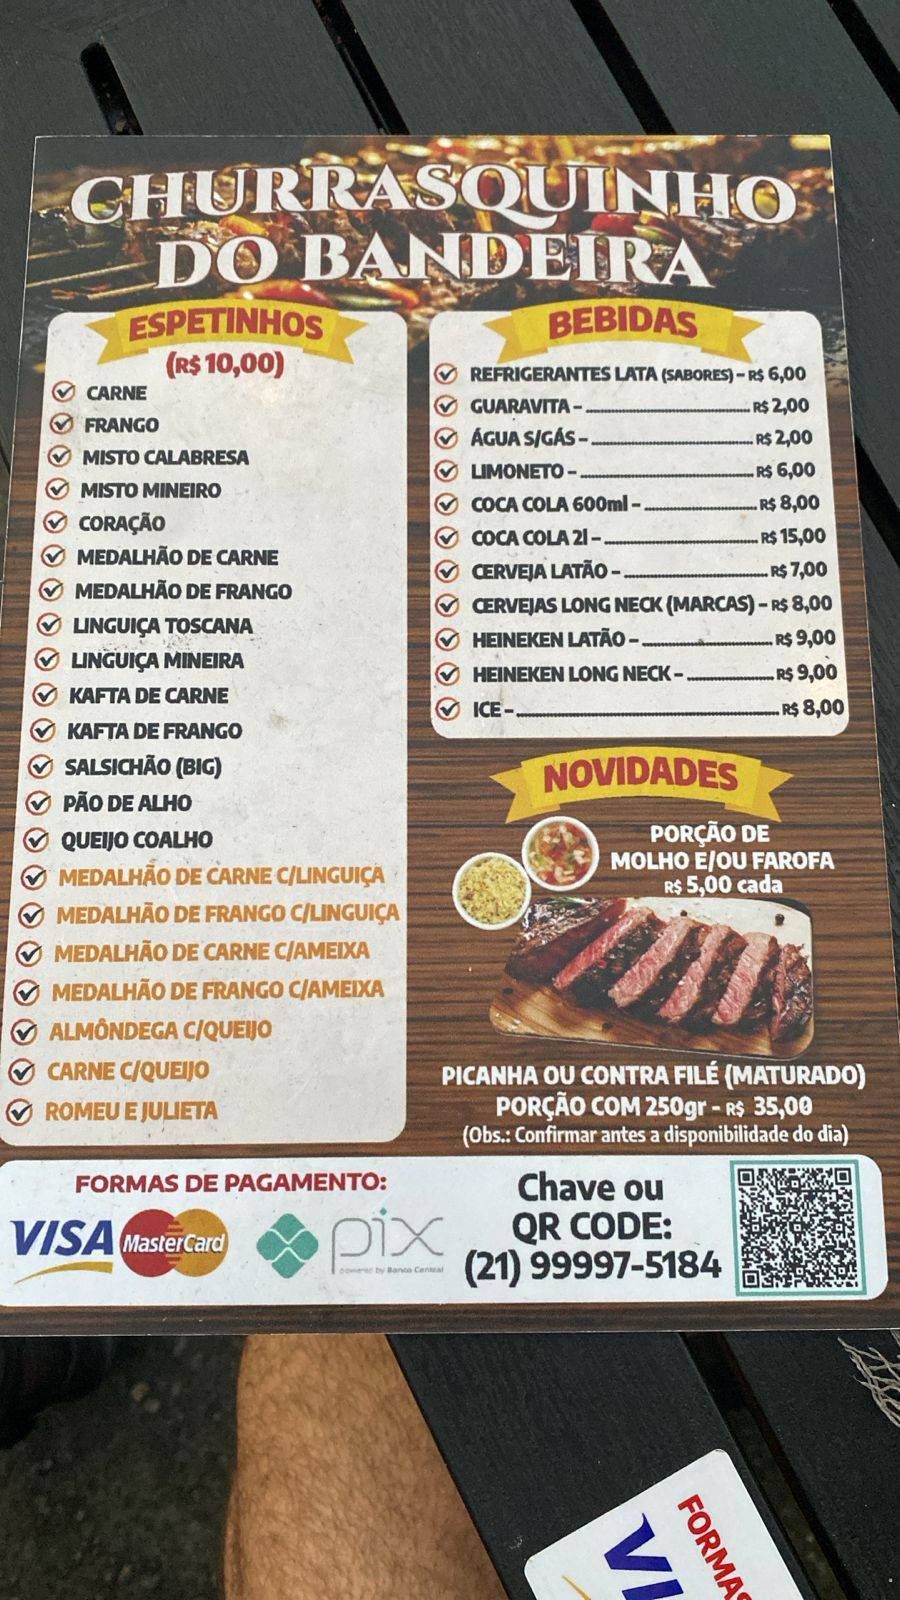 CHURRASQUINHO
DO BANDEIRA
ESPETINHOS
(R$ 10,00)
CARNE
FRANGO
MISTO CALABRESA
MISTO MINEIRO
CORAÇÃO
MEDALHÃO DE CARNE
MEDALHÃO DE FRANGO
LINGUIÇA TOSCANA
LINGUIÇA MINEIRA
KAFTA DE CARNE
KAFTA DE FRANGO
SALSICHÃO (BIG)
PÃO DE ALHO
QUEIJO COALHO
MEDALHÃO DE CARNE C/LINGUIÇA
MEDALHÃO DE FRANGO C/LINGUIÇA
MEDALHÃO DE CARNE C/AMEIXA
MEDALHÃO DE FRANGO C/AMEIXA
ALMÔNDEGA C/QUEIJO
CARNE C/QUEIJO
ROMEU E JULIETA
BEBIDAS
REFRIGERANTES LATA (SABORES) – R$ 6,00
GUARAVITA – R$ 2,00
ÁGUA S/GÁS – R$ 2,00
LIMONETO – R$ 6,00
COCA COLA 600ml – R$ 8,00
COCA COLA 2l – R$ 15,00
CERVEJA LATÃO – R$ 7,00
CERVEJAS LONG NECK (MARCAS) – R$ 8,00
HEINEKEN LATÃO – R$ 9,00
HEINEKEN LONG NECK – R$ 9,00
ICE – R$ 8,00
NOVIDADES
PORÇÃO DE
MOLHO E/OU FAROFA
R$ 5,00 cada
PICANHA OU CONTRA FILÉ (MATURADO)
PORÇÃO COM 250gr – R$ 35,00
(Obs.: Confirmar antes a disponibilidade do dia)
FORMAS DE PAGAMENTO:
VISA
MasterCard
pix
powered by Banco Central
Chave ou
QR CODE:
(21) 99997-5184
FORMAS
VI